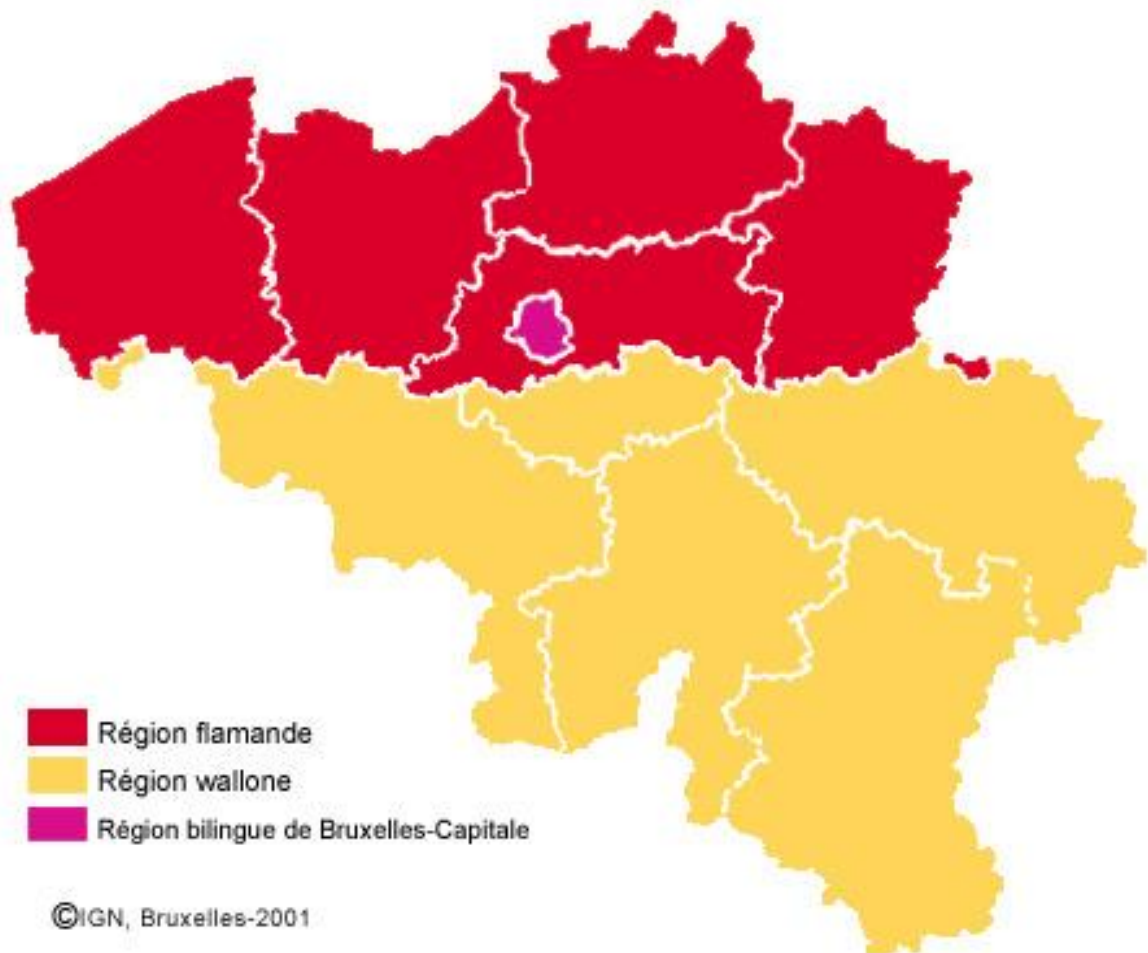 Région flamande
Région wallone
Région bilingue de Bruxelles-Capitale
©IGN, Bruxelles-2001